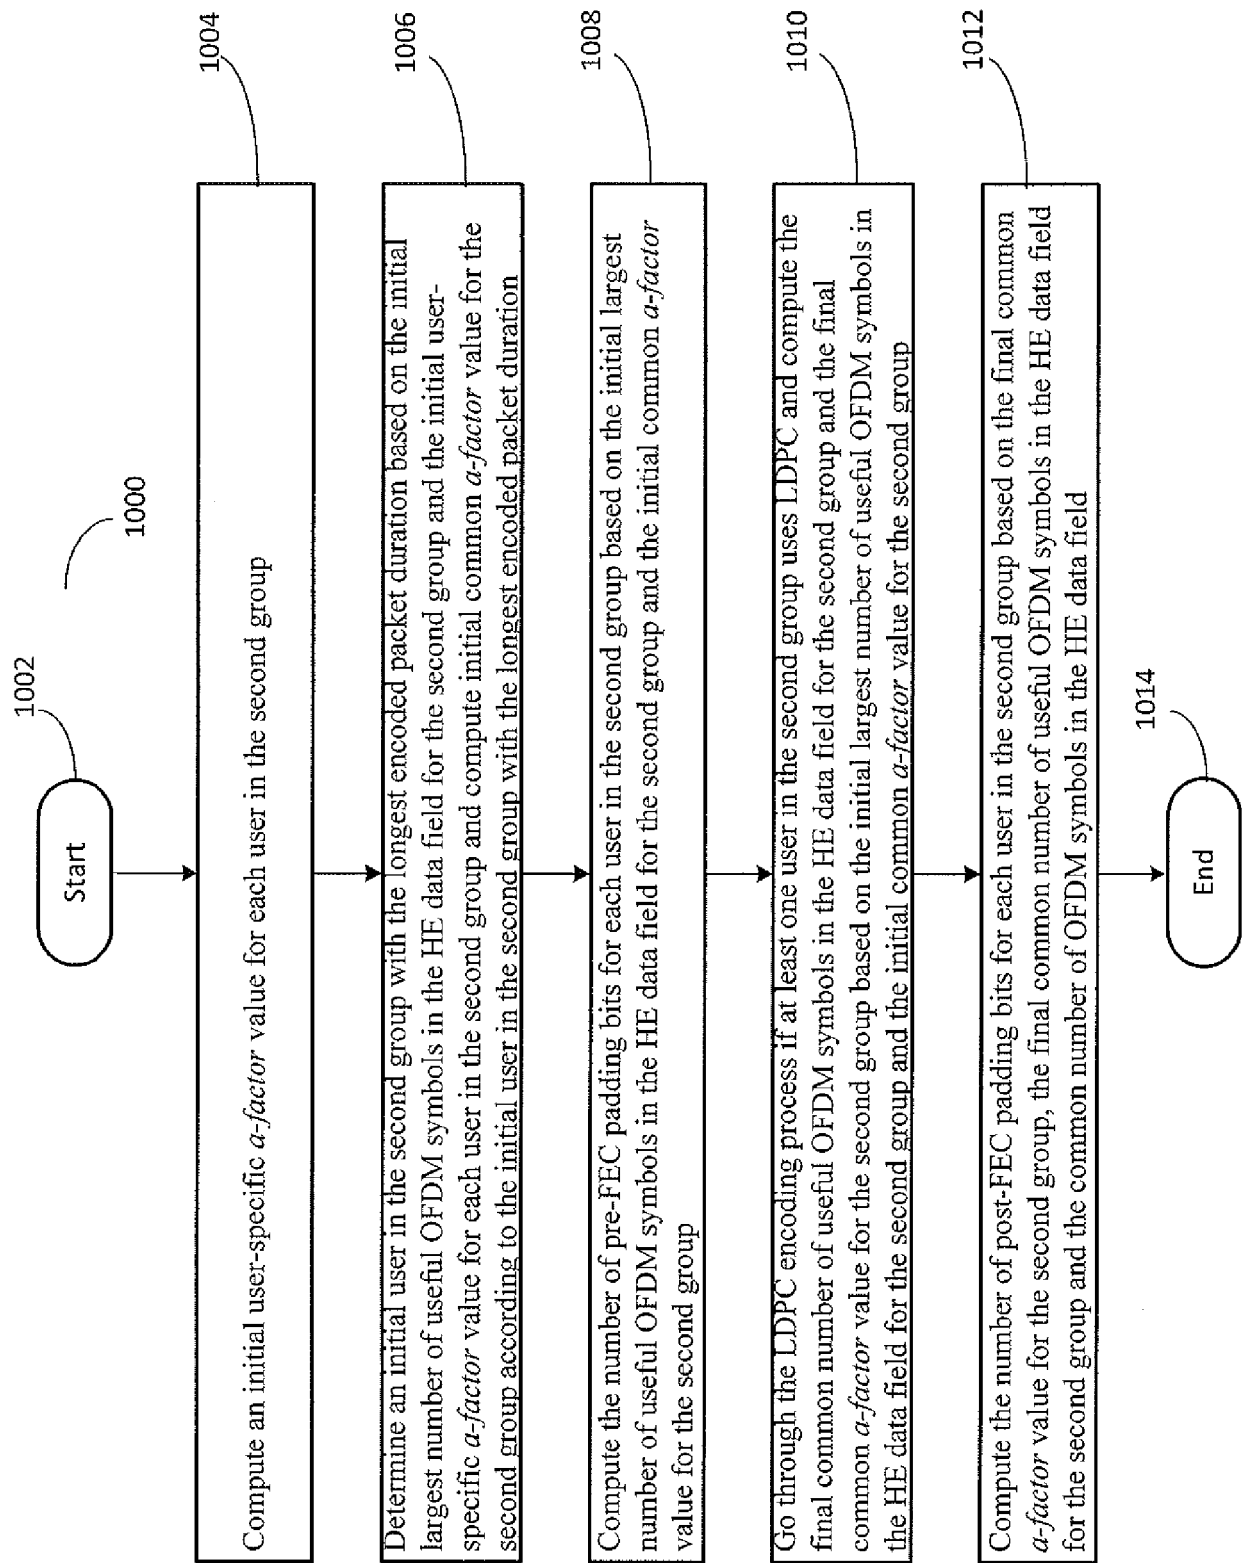 1000
Start
1002
Compute an initial user-specific a-factor value for each user in the second group
1004
Determine an initial user in the second group with the longest encoded packet duration based on the initial
largest number of useful OFDM symbols in the HE data field for the second group and the initial user-
specific a-factor value for each user in the second group and compute initial common a-factor value for the
second group according to the initial user in the second group with the longest encoded packet duration
1006
Compute the number of pre-FEC padding bits for each user in the second group based on the initial largest
number of useful OFDM symbols in the HE data field for the second group and the initial common a-factor
value for the second group
1008
Go through the LDPC encoding process if at least one user in the second group uses LDPC and compute the
final common number of useful OFDM symbols in the HE data field for the second group and the final
common a-factor value for the second group based on the initial largest number of useful OFDM symbols in
the HE data field for the second group and the initial common a-factor value for the second group
1010
Compute the number of post-FEC padding bits for each user in the second group based on the final common
a-factor value for the second group, the final common number of useful OFDM symbols in the HE data field
for the second group and the common number of OFDM symbols in the HE data field
1012
End
1014